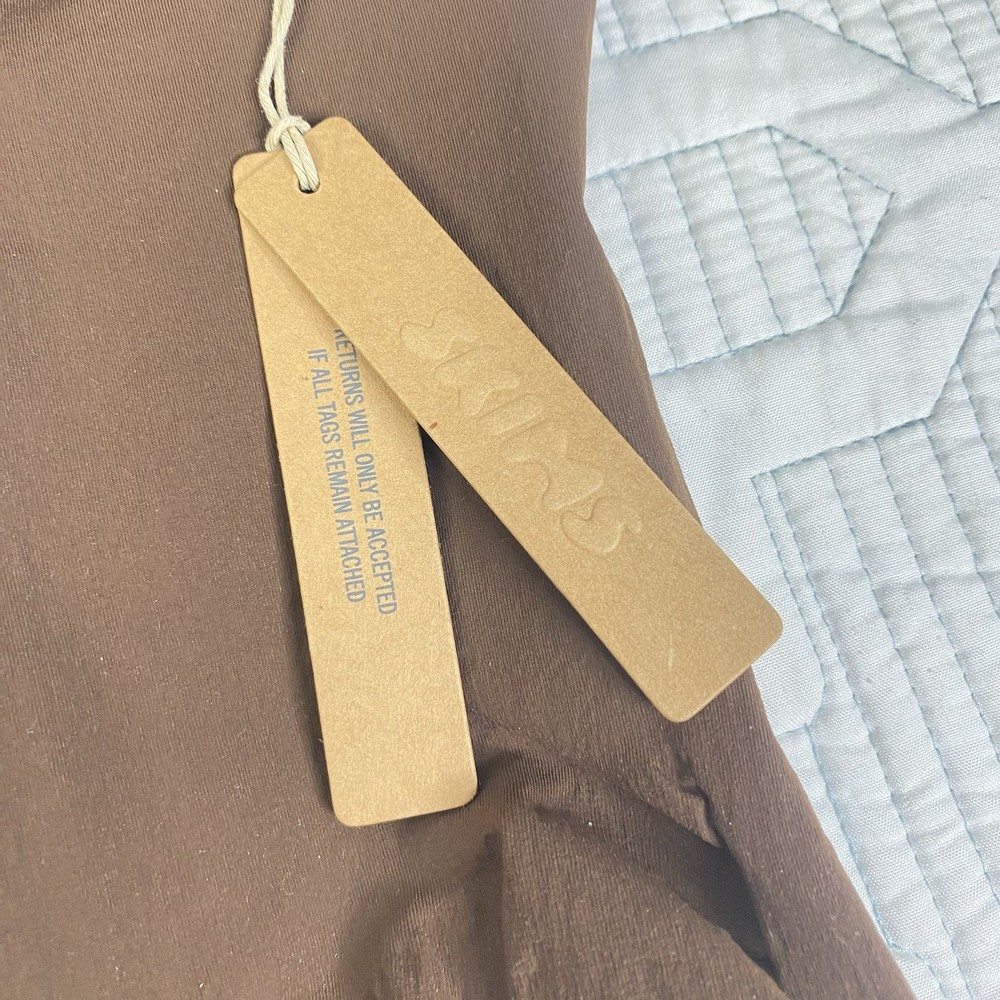 SKIMS
RETURNS WILL ONLY BE ACCEPTED
IF ALL TAGS REMAIN ATTACHED